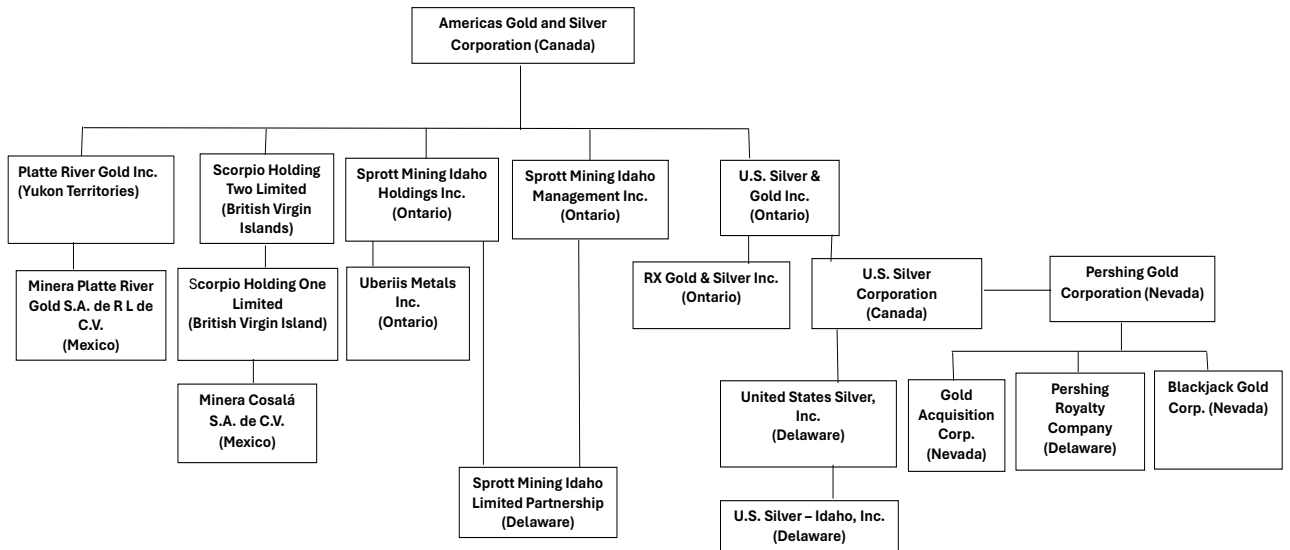 Americas Gold and Silver
Corporation (Canada)
Platte River Gold Inc.
(Yukon Territories)
Scorpio Holding
Two Limited
(British Virgin
Islands)
Sprott Mining Idaho
Holdings Inc.
(Ontario)
Sprott Mining Idaho
Management Inc.
(Ontario)
U.S. Silver &
Gold Inc.
(Ontario)
Minera Platte River
Gold S.A. de R L de
C.V.
(Mexico)
Scorpio Holding One
Limited
(British Virgin Island)
Uberiis Metals
Inc.
(Ontario)
RX Gold & Silver Inc.
(Ontario)
U.S. Silver
Corporation
(Canada)
Pershing Gold
Corporation (Nevada)
Minera Cosalá
S.A. de C.V.
(Mexico)
United States Silver,
Inc.
(Delaware)
Gold
Acquisition
Corp.
(Nevada)
Pershing
Royalty
Company
(Delaware)
Blackjack Gold
Corp. (Nevada)
Sprott Mining Idaho
Limited Partnership
(Delaware)
U.S. Silver – Idaho, Inc.
(Delaware)